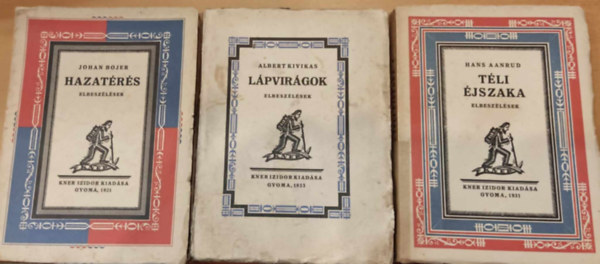 JOHAN BOJER
HAZATÉRÉS
ELBESZÉLÉSEK
KNER IZIDOR KIADÁSA
GYOMA, 1921
ALBERT KIVIKAS
LÁPVIRÁGOK
ELBESZÉLÉSEK
KNER IZIDOR KIADÁSA
GYOMA, 1921
HANS AANRUD
TÉLI
ÉJSZAKA
ELBESZÉLÉSEK
KNER IZIDOR KIADÁSA
GYOMA, 1921